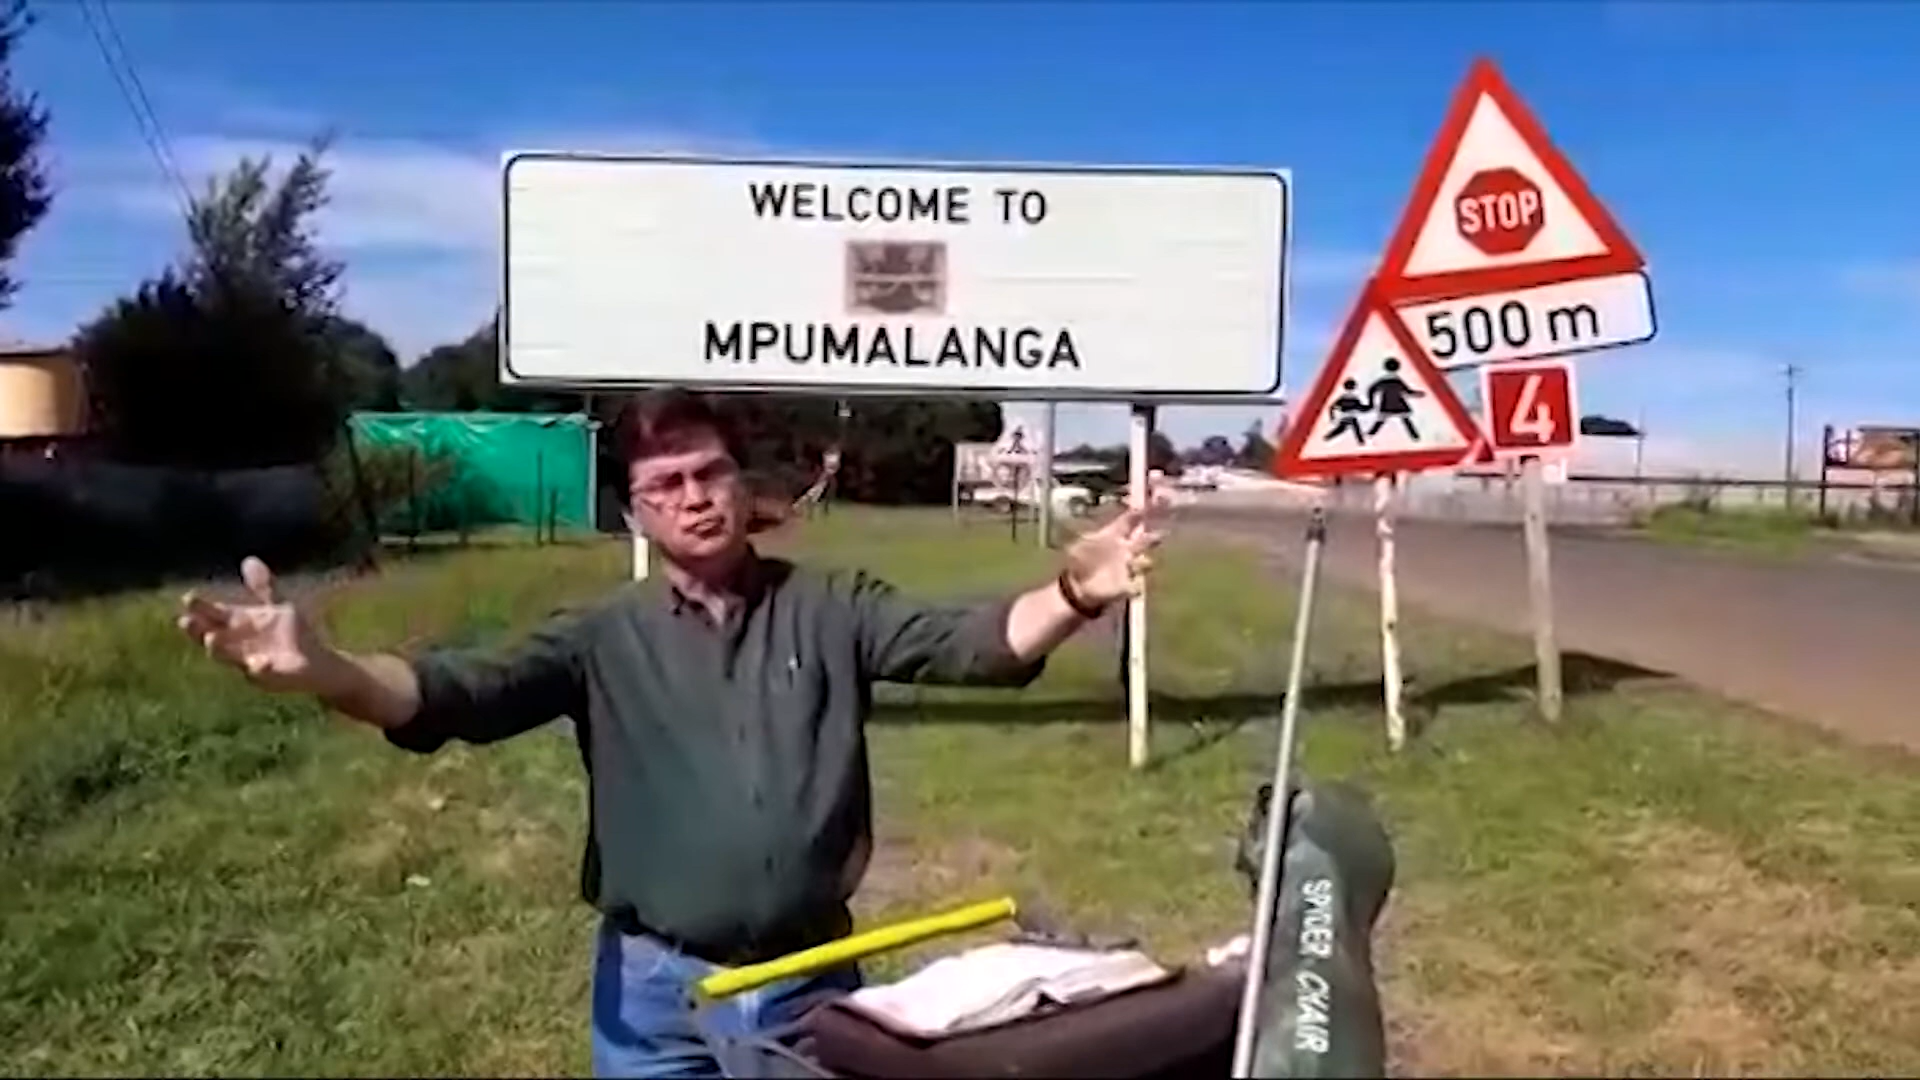 WELCOME TO
MPUMALANGA
STOP
500 m
4
SPIDER CHAIR